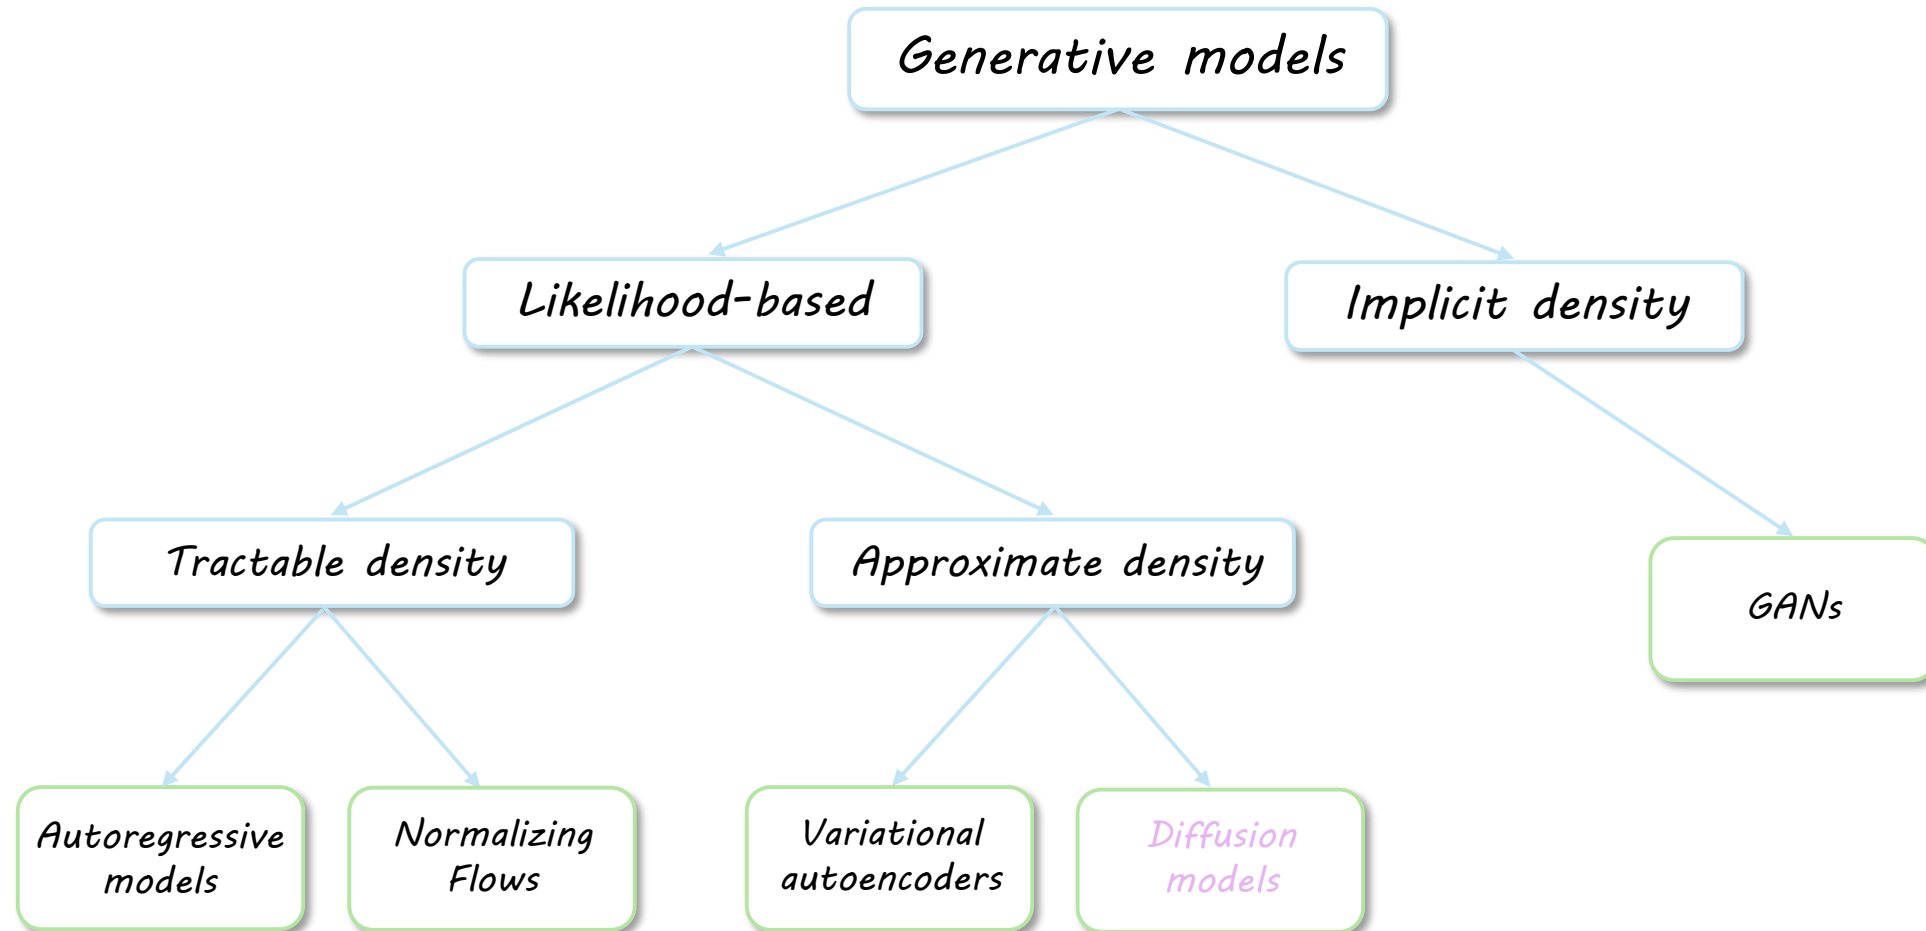 Generative models
Likelihood-based
Implicit density
Tractable density
Approximate density
GANs
Autoregressive
models
Normalizing
Flows
Variational
autoencoders
Diffusion
models